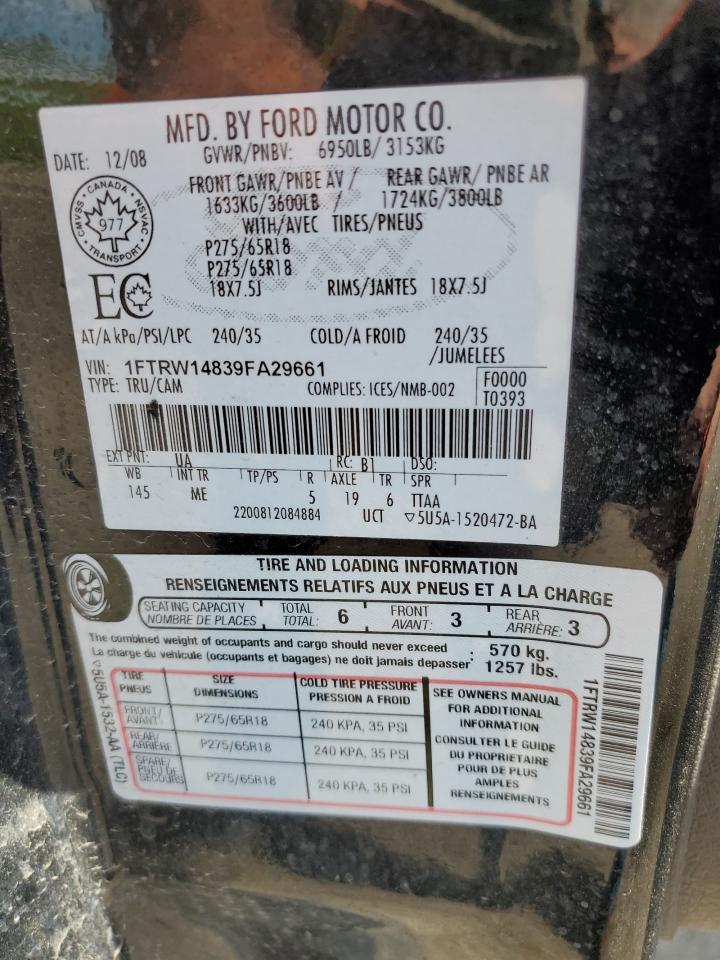 MFD. BY FORD MOTOR CO.
DATE: 12/08 GVWR/PNBV: 6950LB/ 3153KG
FRONT GAWR/PNBE AV / REAR GAWR/ PNBE AR
1633KG/3600LB / 1724KG/3800LB
WITH/AVEC TIRES/PNEUS
CANADA
CMVSS NSVAC
977
TRANSPORT
P275/65R18
P275/65R18
EC
18X7.5J RIMS/JANTES 18X7.5J
AT/A kPa/PSI/LPC 240/35 COLD/A FROID 240/35
/JUMELEES
VIN: 1FTRW14839FA29661
TYPE: TRU/CAM COMPLIES: ICES/NMB-002 F0000
T0393
EXT PNT: UA RC: B DSO:
WB INT TR TP/PS R AXLE TR SPR
145 ME 5 19 6 TTAA
2200812084884 UCT ▽5U5A-1520472-BA
TIRE AND LOADING INFORMATION
RENSEIGNEMENTS RELATIFS AUX PNEUS ET A LA CHARGE
SEATING CAPACITY TOTAL 6 FRONT 3 REAR 3
NOMBRE DE PLACES TOTAL: AVANT: ARRIÈRE:
The combined weight of occupants and cargo should never exceed : 570 kg.
La charge du véhicule (occupants et bagages) ne doit jamais depasser : 1257 lbs.
▽5U5A-1532-AA (TLC)
TIRE SIZE COLD TIRE PRESSURE SEE OWNERS MANUAL
PNEUS DIMENSIONS PRESSION A FROID FOR ADDITIONAL
INFORMATION
FRONT/ P275/65R18 240 KPA, 35 PSI
AVANT
REAR/ P275/65R18 240 KPA, 35 PSI
ARRIÈRE
SPARE/ P275/65R18 240 KPA, 35 PSI
PNEU DE
SECOURS
CONSULTER LE GUIDE
DU PROPRIETAIRE
POUR DE PLUS
AMPLES
RENSEIGNEMENTS
1FTRW14839FA29661